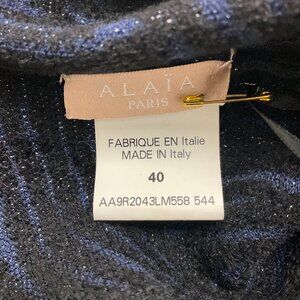 ALAÏA
PARIS
FABRIQUE EN Italie
MADE IN Italy
40
AA9R2043LM558 544